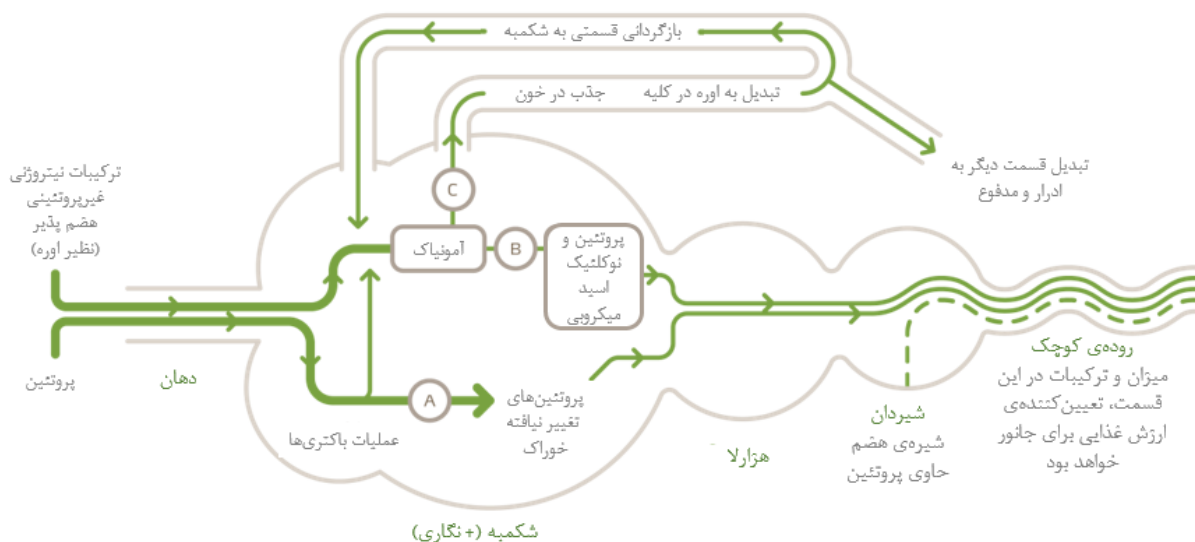 بازگردانی قسمتی به شکمبه
تبدیل به اوره در کلیه
جذب در خون
تبدیل قسمت دیگر به
ادرار و مدفوع
ترکیبات نیتروژنی
غیرپروتئینی
هضم پذیر
(نظیر اوره)
C
آمونیاک
B
پروتئین و
نوکلئیک
اسید
میکروبی
پروتئین
دهان
A
عملیات باکتری‌ها
پروتئین‌های
تغییر نیافته
خوراک
شکمبه (+ نگاری)
هزارلا
شیردان
شیره‌ی هضم
حاوی پروتئین
روده‌ی کوچک
میزان و ترکیبات در این
قسمت، تعیین‌کننده‌ی
ارزش غذایی برای جانور
خواهد بود